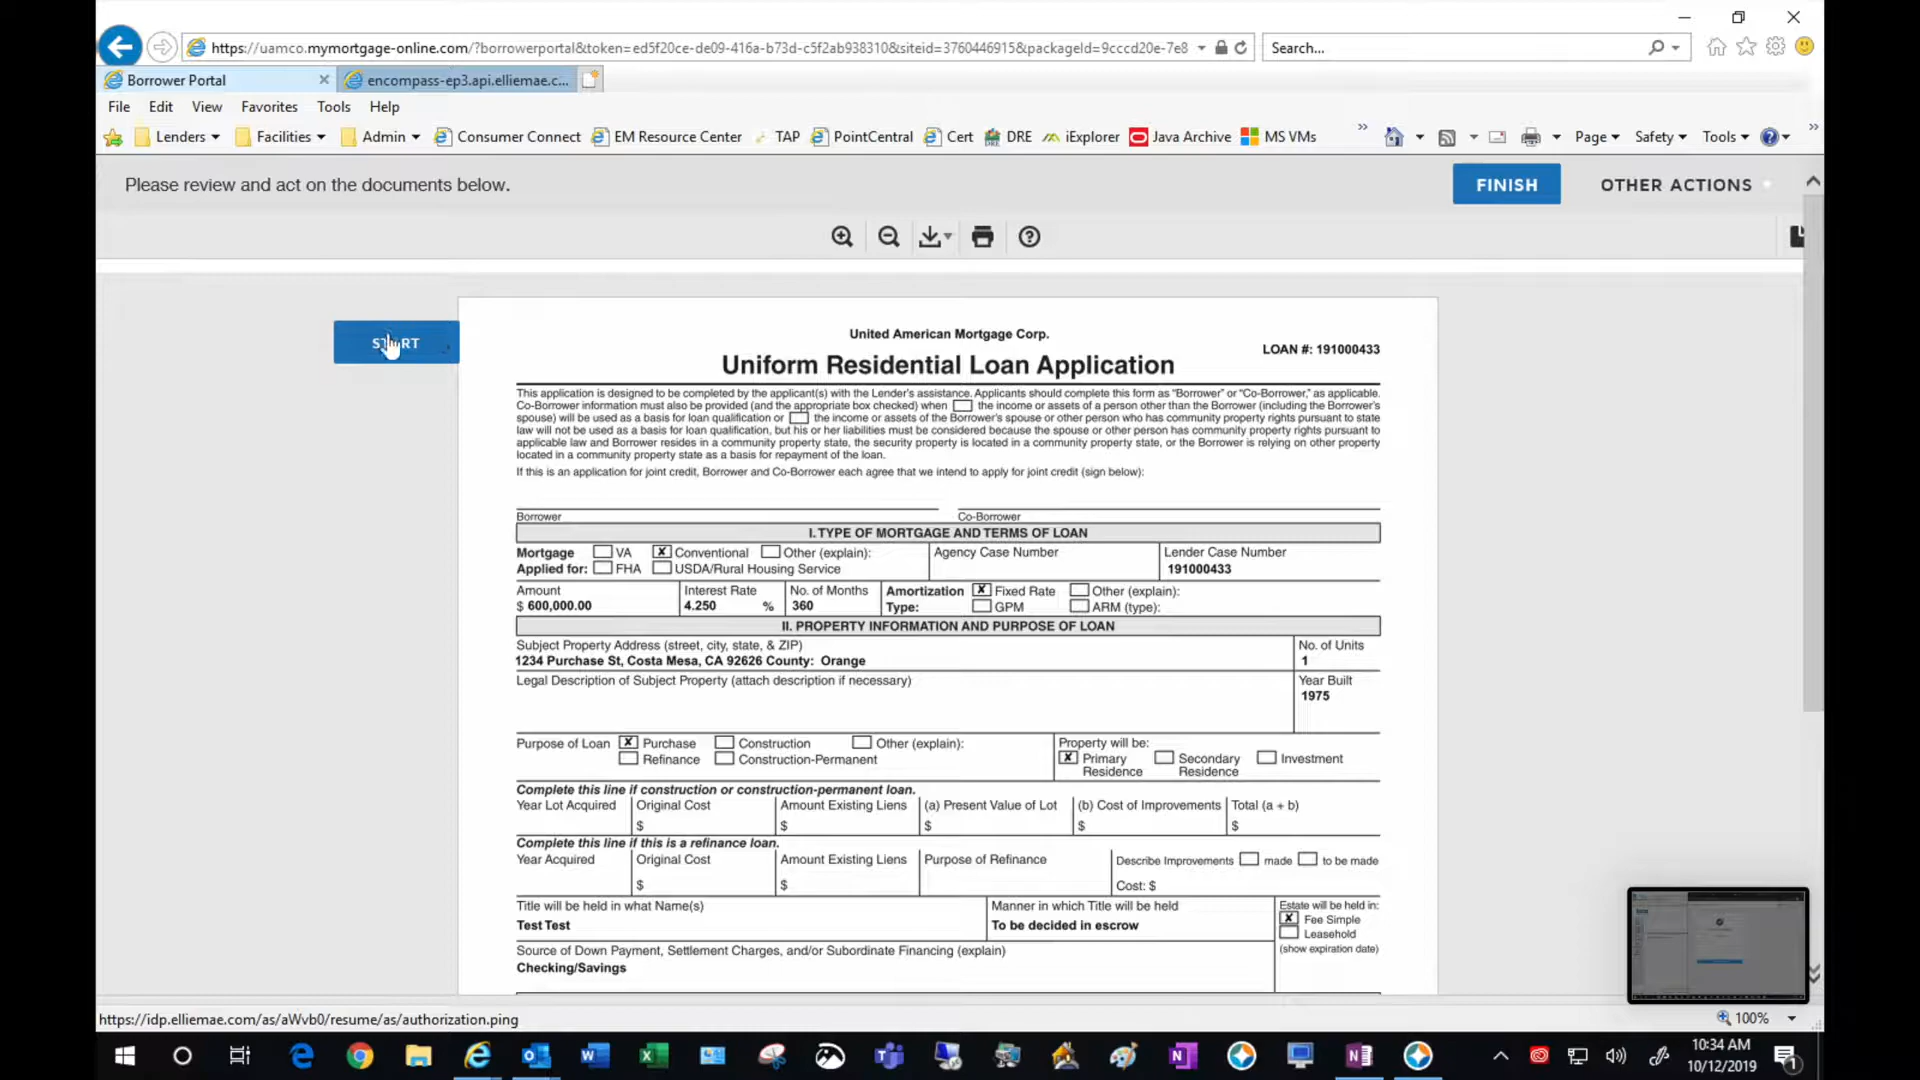 https://uamco.mymortgage-online.com/?borrowerportal&token=ed5f20ce-de09-416a-b73d-c5f2ab938310&siteid=3760446915&packageId=9cccd20e-7e8
Search...
Borrower Portal
encompass-ep3.api.elliemae.c...
File Edit View Favorites Tools Help
Lenders Facilities Admin Consumer Connect EM Resource Center TAP PointCentral Cert DRE iExplorer Java Archive MS VMs » Page Safety Tools »
Please review and act on the documents below.
FINISH
OTHER ACTIONS
START
United American Mortgage Corp.
LOAN #: 191000433
Uniform Residential Loan Application
This application is designed to be completed by the applicant(s) with the Lender's assistance. Applicants should complete this form as "Borrower" or "Co-Borrower," as applicable.
Co-Borrower information must also be provided (and the appropriate box checked) when the income or assets of a person other than the Borrower (including the Borrower's
spouse) will be used as a basis for loan qualification or the income or assets of the Borrower's spouse or other person who has community property rights pursuant to state
law will not be used as a basis for loan qualification, but his or her liabilities must be considered because the spouse or other person has community property rights pursuant to
applicable law and Borrower resides in a community property state, the security property is located in a community property state, or the Borrower is relying on other property
located in a community property state as a basis for repayment of the loan.
If this is an application for joint credit, Borrower and Co-Borrower each agree that we intend to apply for joint credit (sign below):
Borrower Co-Borrower
I. TYPE OF MORTGAGE AND TERMS OF LOAN
Mortgage VA X Conventional Other (explain): Agency Case Number Lender Case Number
Applied for: FHA USDA/Rural Housing Service 191000433
Amount Interest Rate No. of Months Amortization X Fixed Rate Other (explain):
$ 600,000.00 4.250 % 360 Type: GPM ARM (type):
II. PROPERTY INFORMATION AND PURPOSE OF LOAN
Subject Property Address (street, city, state, & ZIP) No. of Units
1234 Purchase St, Costa Mesa, CA 92626 County: Orange 1
Legal Description of Subject Property (attach description if necessary) Year Built
1975
Purpose of Loan X Purchase Construction Other (explain): Property will be:
Refinance Construction-Permanent X Primary Residence Secondary Residence Investment
Complete this line if construction or construction-permanent loan.
Year Lot Acquired Original Cost Amount Existing Liens (a) Present Value of Lot (b) Cost of Improvements Total (a + b)
$ $ $ $ $
Complete this line if this is a refinance loan.
Year Acquired Original Cost Amount Existing Liens Purpose of Refinance Describe Improvements made to be made
$ $ Cost: $
Title will be held in what Name(s) Manner in which Title will be held Estate will be held in:
Test Test To be decided in escrow X Fee Simple
Leasehold
(show expiration date)
Source of Down Payment, Settlement Charges, and/or Subordinate Financing (explain)
Checking/Savings
https://idp.elliemae.com/as/aWvb0/resume/as/authorization.ping
100%
10:34 AM
10/12/2019
1